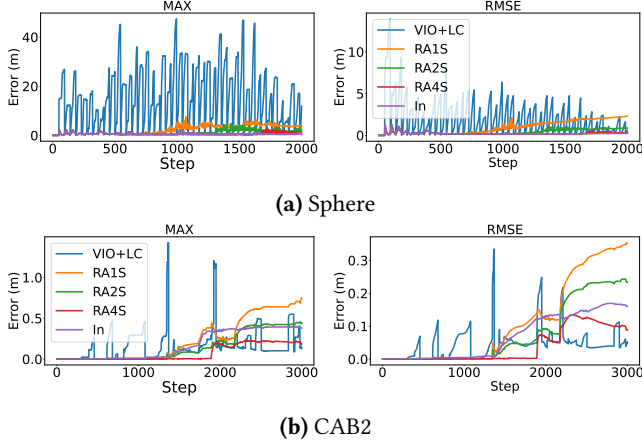 MAX
RMSE
Error (m)
40
20
0
0
500
1000
1500
2000
Step
Error (m)
10
5
0
VIO+LC
RA1S
RA2S
RA4S
In
0
500
1000
1500
2000
Step
(a) Sphere
MAX
RMSE
Error (m)
1.0
0.5
0.0
VIO+LC
RA1S
RA2S
RA4S
In
0
1000
2000
3000
Step
Error (m)
0.3
0.2
0.1
0.0
0
1000
2000
3000
Step
(b) CAB2